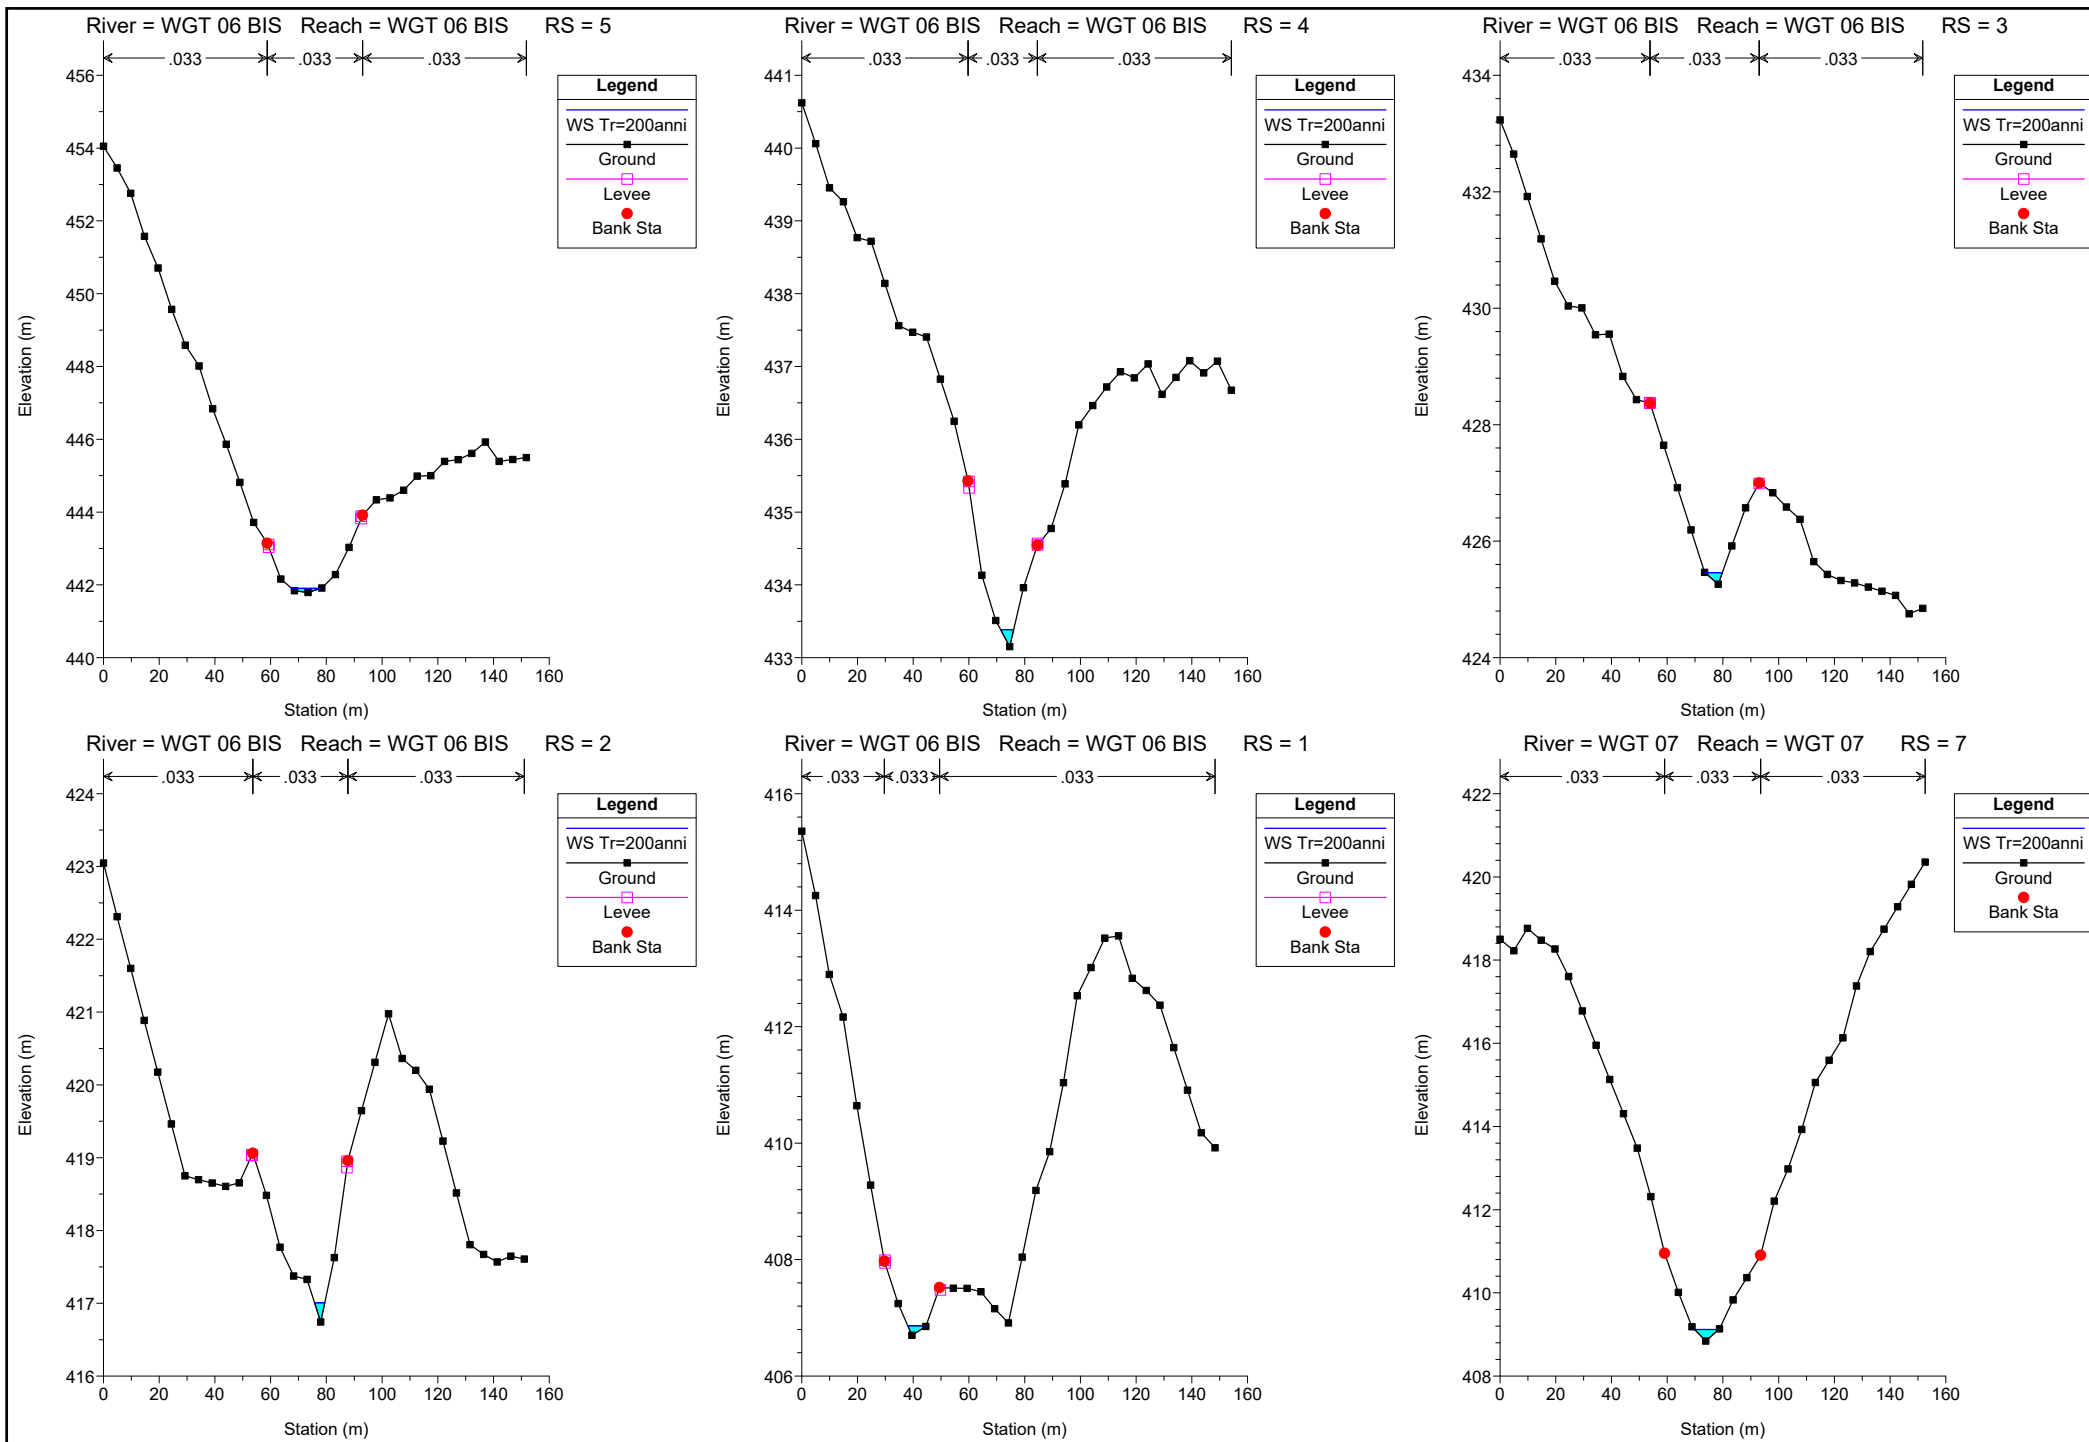 River = WGT 06 BIS Reach = WGT 06 BIS RS = 5
.033 .033 .033
456
454
452
450
448
446
444
442
440
0 20 40 60 80 100 120 140 160
Elevation (m)
Station (m)
Legend
WS Tr=200anni
Ground
Levee
Bank Sta
River = WGT 06 BIS Reach = WGT 06 BIS RS = 4
.033 .033 .033
441
440
439
438
437
436
435
434
433
0 20 40 60 80 100 120 140 160
Elevation (m)
Station (m)
Legend
WS Tr=200anni
Ground
Levee
Bank Sta
River = WGT 06 BIS Reach = WGT 06 BIS RS = 3
.033 .033 .033
434
432
430
428
426
424
0 20 40 60 80 100 120 140 160
Elevation (m)
Station (m)
Legend
WS Tr=200anni
Ground
Levee
Bank Sta
River = WGT 06 BIS Reach = WGT 06 BIS RS = 2
.033 .033 .033
424
423
422
421
420
419
418
417
416
0 20 40 60 80 100 120 140 160
Elevation (m)
Station (m)
Legend
WS Tr=200anni
Ground
Levee
Bank Sta
River = WGT 06 BIS Reach = WGT 06 BIS RS = 1
.033 .033 .033
416
414
412
410
408
406
0 20 40 60 80 100 120 140 160
Elevation (m)
Station (m)
Legend
WS Tr=200anni
Ground
Levee
Bank Sta
River = WGT 07 Reach = WGT 07 RS = 7
.033 .033 .033
422
420
418
416
414
412
410
408
0 20 40 60 80 100 120 140 160
Elevation (m)
Station (m)
Legend
WS Tr=200anni
Ground
Bank Sta